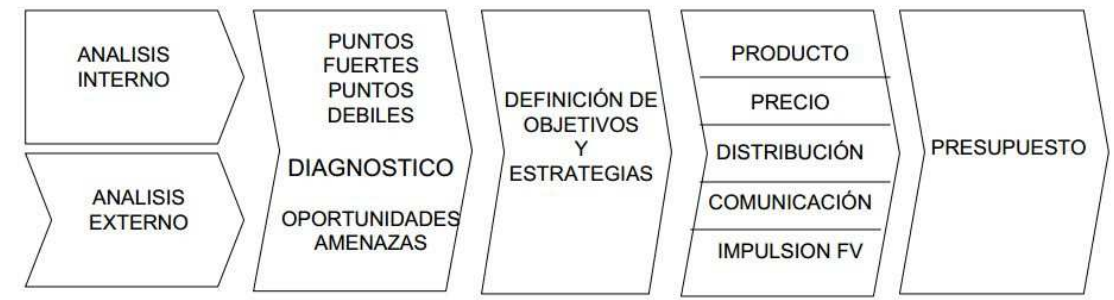 ANALISIS
INTERNO
ANALISIS
EXTERNO
PUNTOS
FUERTES
PUNTOS
DEBILES
DIAGNOSTICO
OPORTUNIDADES
AMENAZAS
DEFINICIÓN DE
OBJETIVOS
Y
ESTRATEGIAS
PRODUCTO
PRECIO
DISTRIBUCIÓN
COMUNICACIÓN
IMPULSION FV
PRESUPUESTO